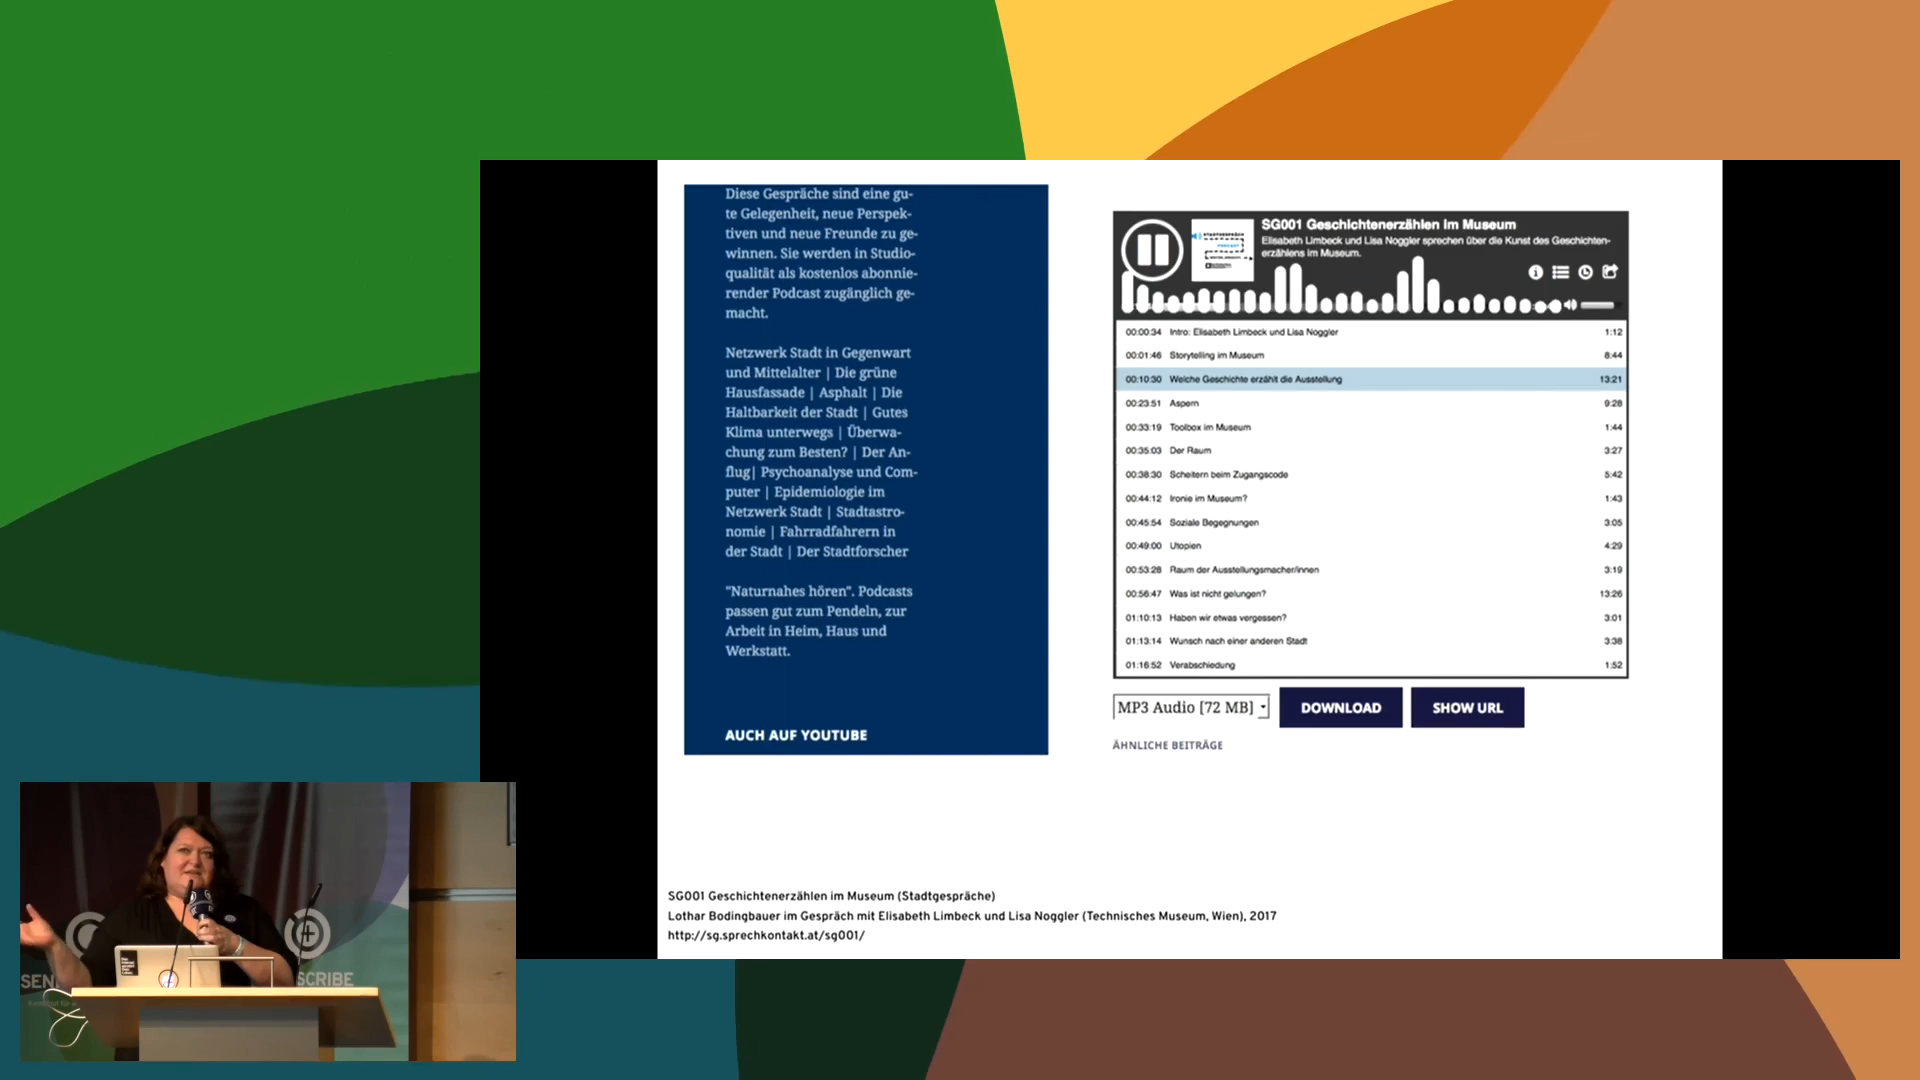 Diese Gespräche sind eine gu-
te Gelegenheit, neue Perspek-
tiven und neue Freunde zu ge-
winnen. Sie werden in Studio-
qualität als kostenlos abonnie-
render Podcast zugänglich ge-
macht.
Netzwerk Stadt in Gegenwart
und Mittelalter | Die grüne
Hausfassade | Asphalt | Die
Haltbarkeit der Stadt | Gutes
Klima unterwegs | Überwa-
chung zum Besten? | Der An-
flug| Psychoanalyse und Com-
puter | Epidemiologie im
Netzwerk Stadt | Stadtastro-
nomie | Fahrradfahrern in
der Stadt | Der Stadtforscher
"Naturnahes hören". Podcasts
passen gut zum Pendeln, zur
Arbeit in Heim, Haus und
Werkstatt.
AUCH AUF YOUTUBE
STADTGESPRÄCH
PODCAST
SG001 Geschichtenerzählen im Museum
Elisabeth Limbeck und Lisa Noggler sprechen über die Kunst des Geschichten-
erzählens im Museum.
00:00:34 Intro: Elisabeth Limbeck und Lisa Noggler 1:12
00:01:46 Storytelling im Museum 8:44
00:10:30 Welche Geschichte erzählt die Ausstellung 13:21
00:23:51 Aspern 9:28
00:33:19 Toolbox im Museum 1:44
00:35:03 Der Raum 3:27
00:38:30 Scheitern beim Zugangscode 5:42
00:44:12 Ironie im Museum? 1:43
00:45:54 Soziale Begegnungen 3:05
00:49:00 Utopien 4:29
00:53:28 Raum der Ausstellungsmacher/innen 3:19
00:56:47 Was ist nicht gelungen? 13:26
01:10:13 Haben wir etwas vergessen? 3:01
01:13:14 Wunsch nach einer anderen Stadt 3:38
01:16:52 Verabschiedung 1:52
MP3 Audio [72 MB]
DOWNLOAD
SHOW URL
ÄHNLICHE BEITRÄGE
SG001 Geschichtenerzählen im Museum (Stadtgespräche)
Lothar Bodingbauer im Gespräch mit Elisabeth Limbeck und Lisa Noggler (Technisches Museum, Wien), 2017
http://sg.sprechkontakt.at/sg001/
SEN
SCRIBE